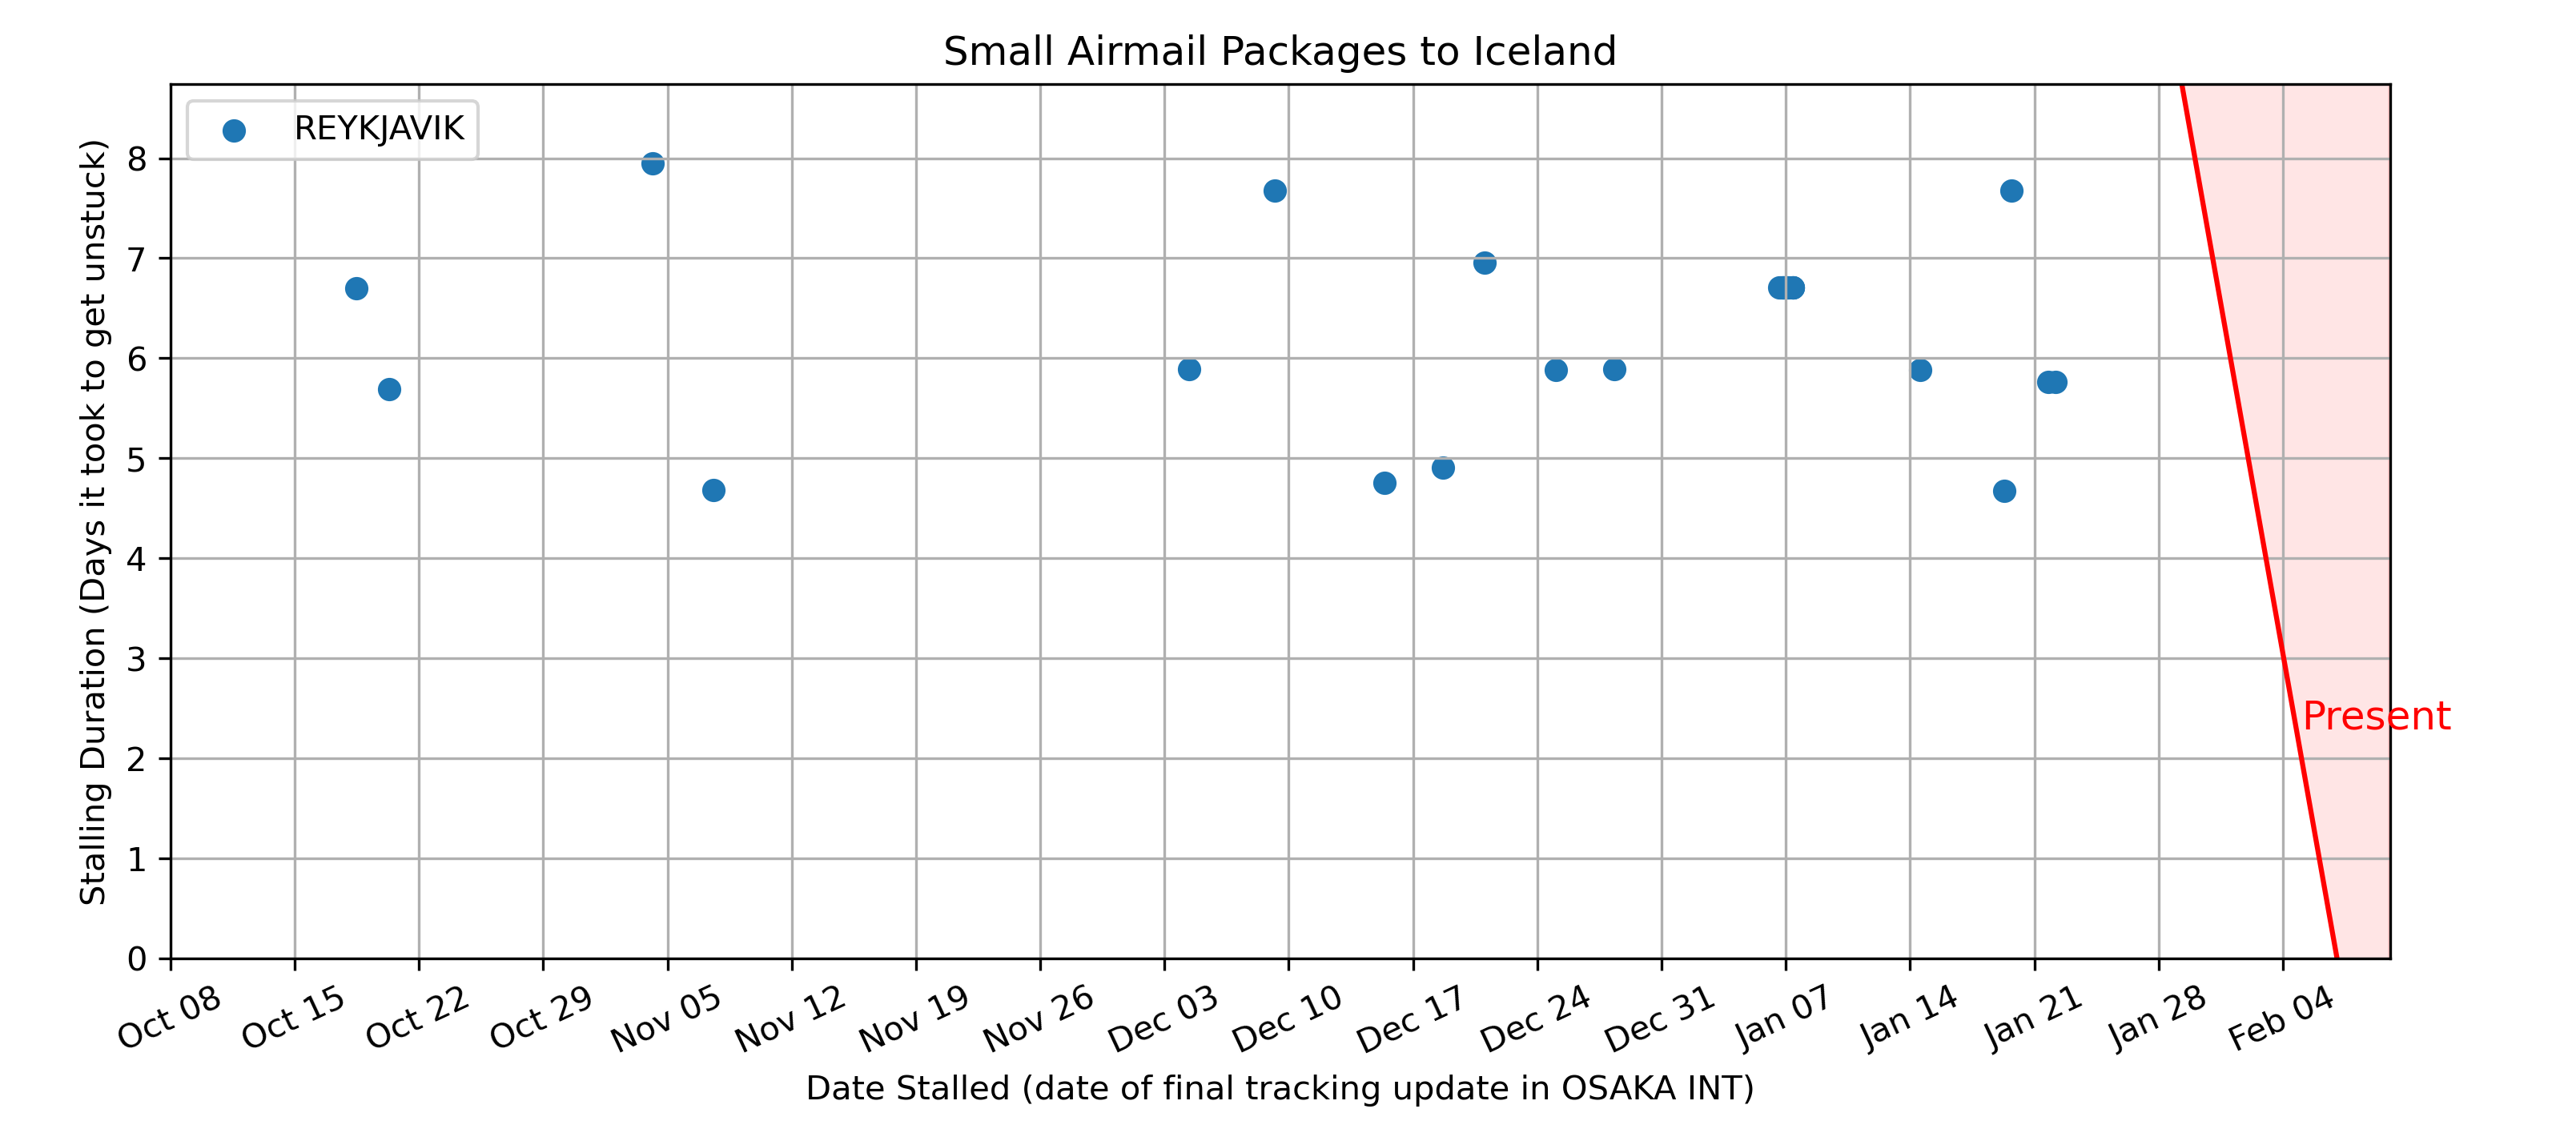 Small Airmail Packages to Iceland
REYKJAVIK
Stalling Duration (Days it took to get unstuck)
8
7
6
5
4
3
2
1
0
Present
Oct 08
Oct 15
Oct 22
Oct 29
Nov 05
Nov 12
Nov 19
Nov 26
Dec 03
Dec 10
Dec 17
Dec 24
Dec 31
Jan 07
Jan 14
Jan 21
Jan 28
Feb 04
Date Stalled (date of final tracking update in OSAKA INT)